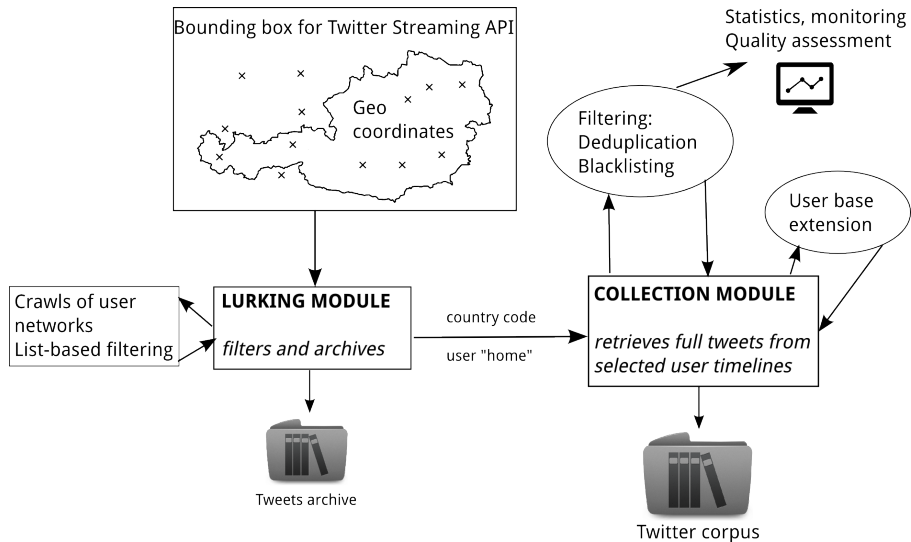 Bounding box for Twitter Streaming API
Geo
coordinates
Statistics, monitoring
Quality assessment
Filtering:
Deduplication
Blacklisting
User base
extension
Crawls of user
networks
List-based filtering
LURKING MODULE
filters and archives
country code
user "home"
COLLECTION MODULE
retrieves full tweets from
selected user timelines
Tweets archive
Twitter corpus